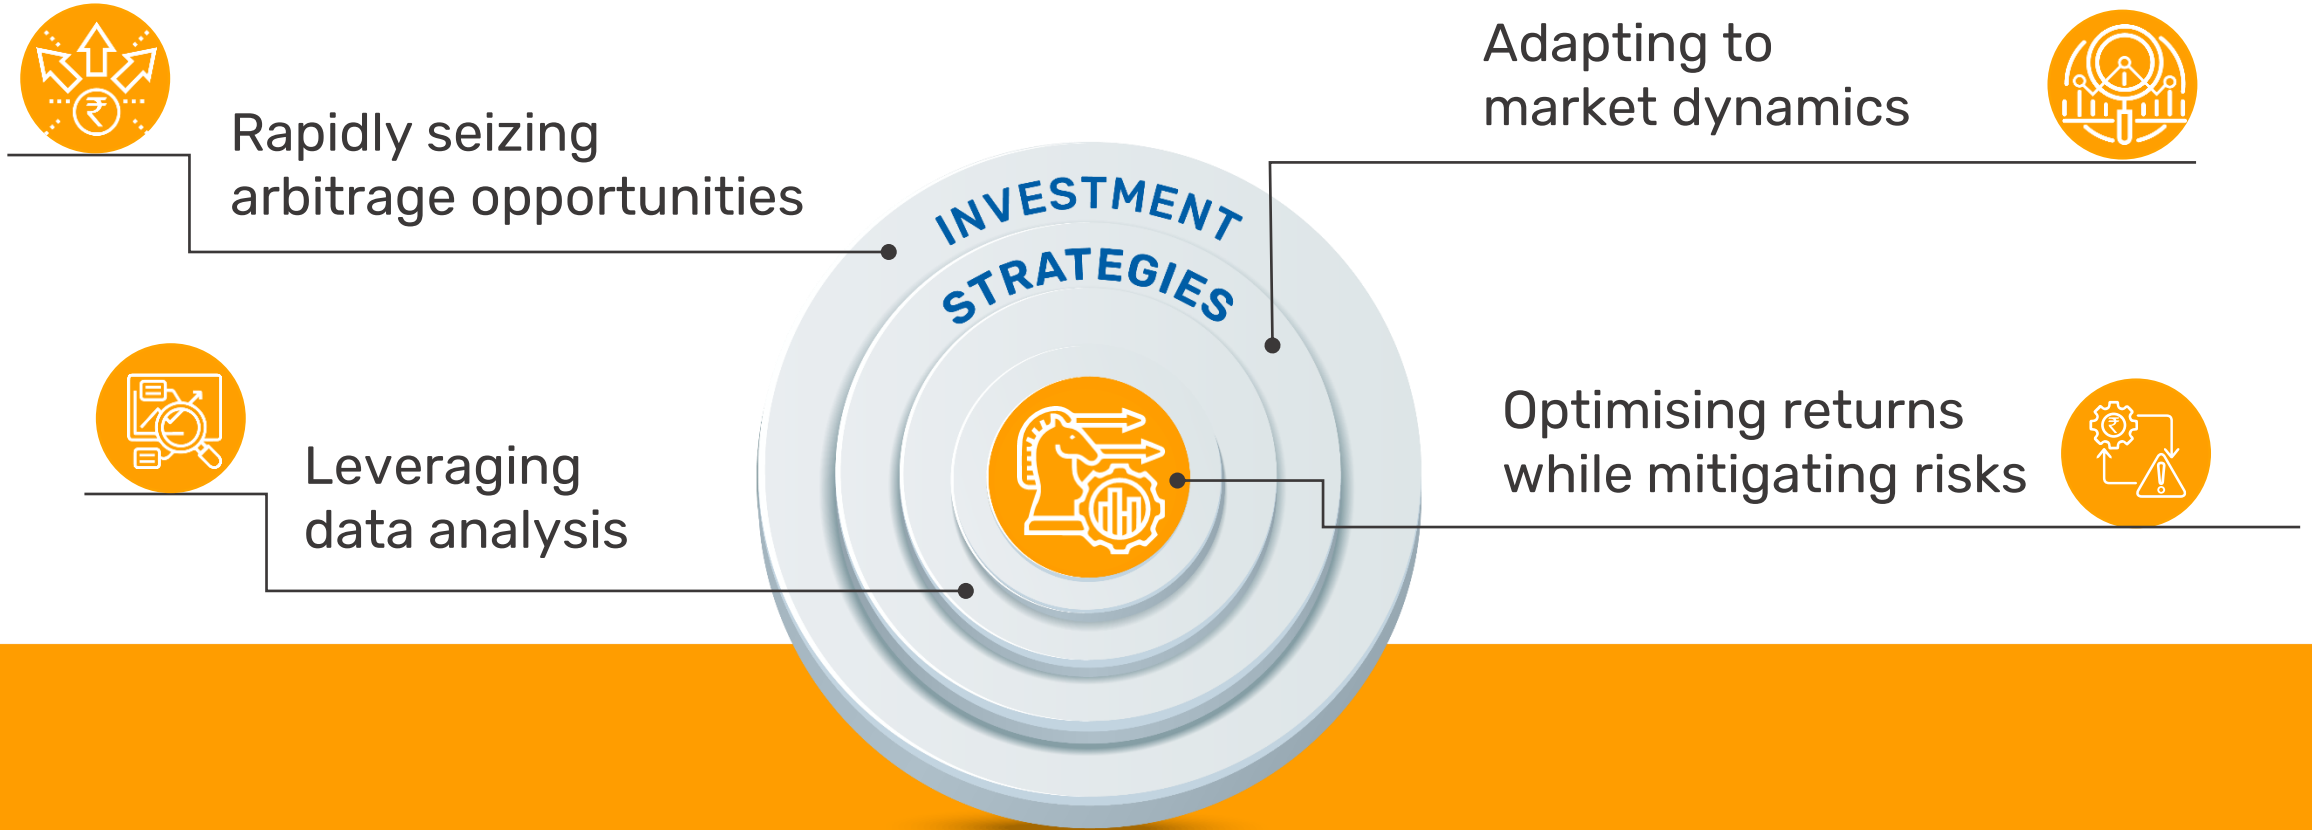 Rapidly seizing
arbitrage opportunities
Adapting to
market dynamics
INVESTMENT
STRATEGIES
Leveraging
data analysis
Optimising returns
while mitigating risks
₹
₹